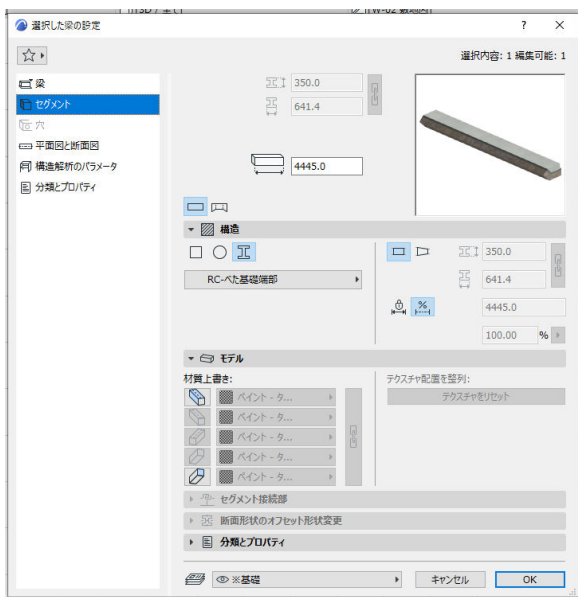 選択した梁の設定
? ×
選択内容: 1 編集可能: 1
梁
セグメント
穴
平面図と断面図
構造解析のパラメータ
分類とプロパティ
350.0
641.4
4445.0
構造
RC-べた基礎端部
350.0
641.4
4445.0
100.00 %
モデル
材質上書き:
ペイント - タ...
ペイント - タ...
ペイント - タ...
ペイント - タ...
ペイント - タ...
テクスチャ配置を整列:
テクスチャをリセット
セグメント接続部
断面形状のオフセット形状変更
分類とプロパティ
※基礎
キャンセル
OK